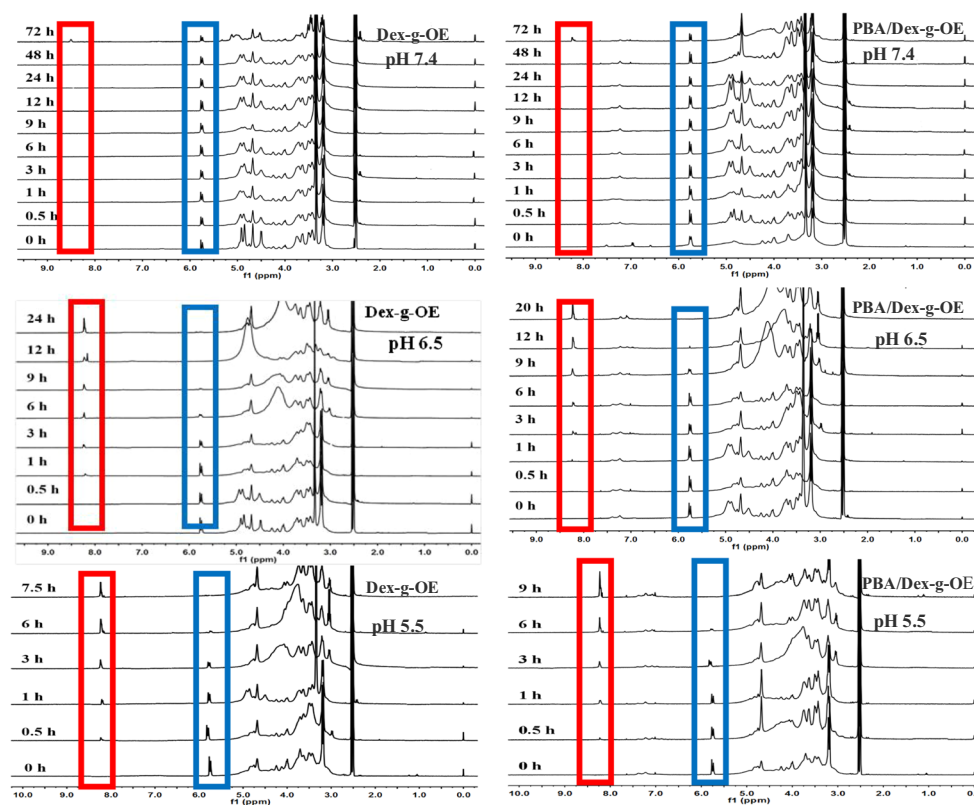 72 h
Dex-g-OE
48 h
pH 7.4
24 h
12 h
9 h
6 h
3 h
1 h
0.5 h
0 h
9.0 8.0 7.0 6.0 5.0 4.0 3.0 2.0 1.0 0.0
f1 (ppm)
72 h
PBA/Dex-g-OE
48 h
pH 7.4
24 h
12 h
9 h
6 h
3 h
1 h
0.5 h
0 h
9.0 8.0 7.0 6.0 5.0 4.0 3.0 2.0 1.0 0.0
f1 (ppm)
24 h
Dex-g-OE
12 h
pH 6.5
9 h
6 h
3 h
1 h
0.5 h
0 h
9.0 8.0 7.0 6.0 5.0 4.0 3.0 2.0 1.0 0.0
f1 (ppm)
20 h
PBA/Dex-g-OE
12 h
pH 6.5
9 h
6 h
3 h
1 h
0.5 h
0 h
9.0 8.0 7.0 6.0 5.0 4.0 3.0 2.0 1.0 0.0
f1 (ppm)
7.5 h
Dex-g-OE
6 h
pH 5.5
3 h
1 h
0.5 h
0 h
10.0 9.0 8.0 7.0 6.0 5.0 4.0 3.0 2.0 1.0 0.0
f1 (ppm)
9 h
PBA/Dex-g-OE
6 h
pH 5.5
3 h
1 h
0.5 h
0 h
10.0 9.0 8.0 7.0 6.0 5.0 4.0 3.0 2.0 1.0 0.0
f1 (ppm)